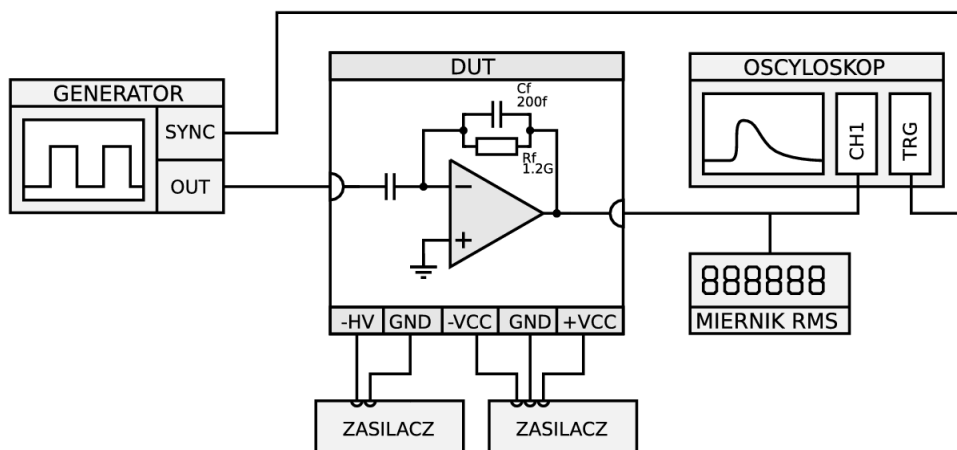 GENERATOR
SYNC
OUT
DUT
Cf
200f
Rf
1.2G
-HV
GND
-VCC
GND
+VCC
ZASILACZ
ZASILACZ
OSCYLOSKOP
CH1
TRG
888888
MIERNIK RMS